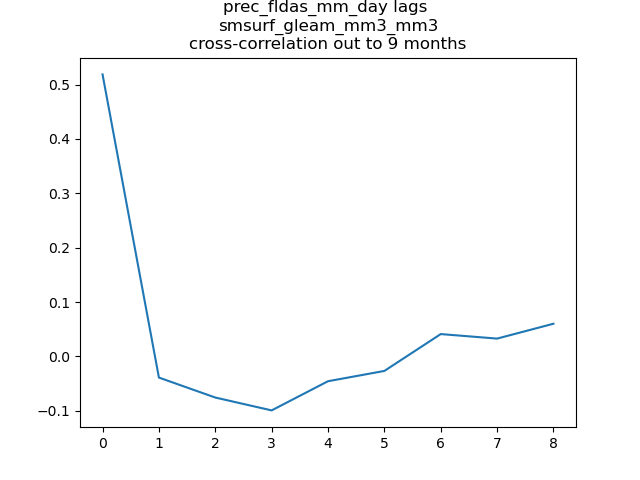 prec_fldas_mm_day lags
smsurf_gleam_mm3_mm3
cross-correlation out to 9 months
0.5
0.4
0.3
0.2
0.1
0.0
−0.1
0 1 2 3 4 5 6 7 8